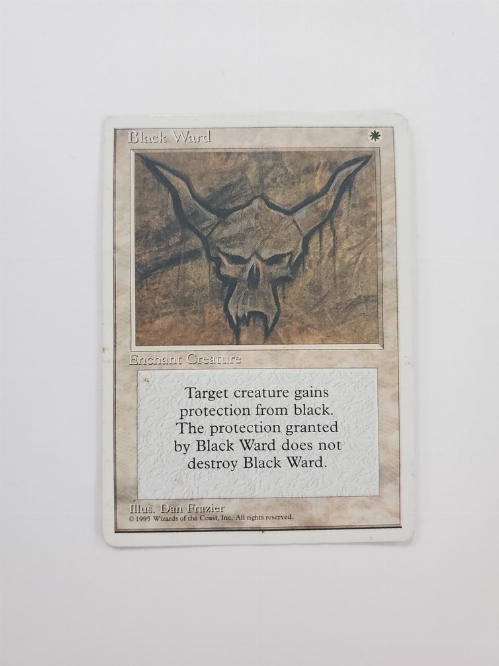 Black Ward
Enchant Creature
Target creature gains
protection from black.
The protection granted
by Black Ward does not
destroy Black Ward.
Illus. Dan Frazier
© 1995 Wizards of the Coast, Inc. All rights reserved.